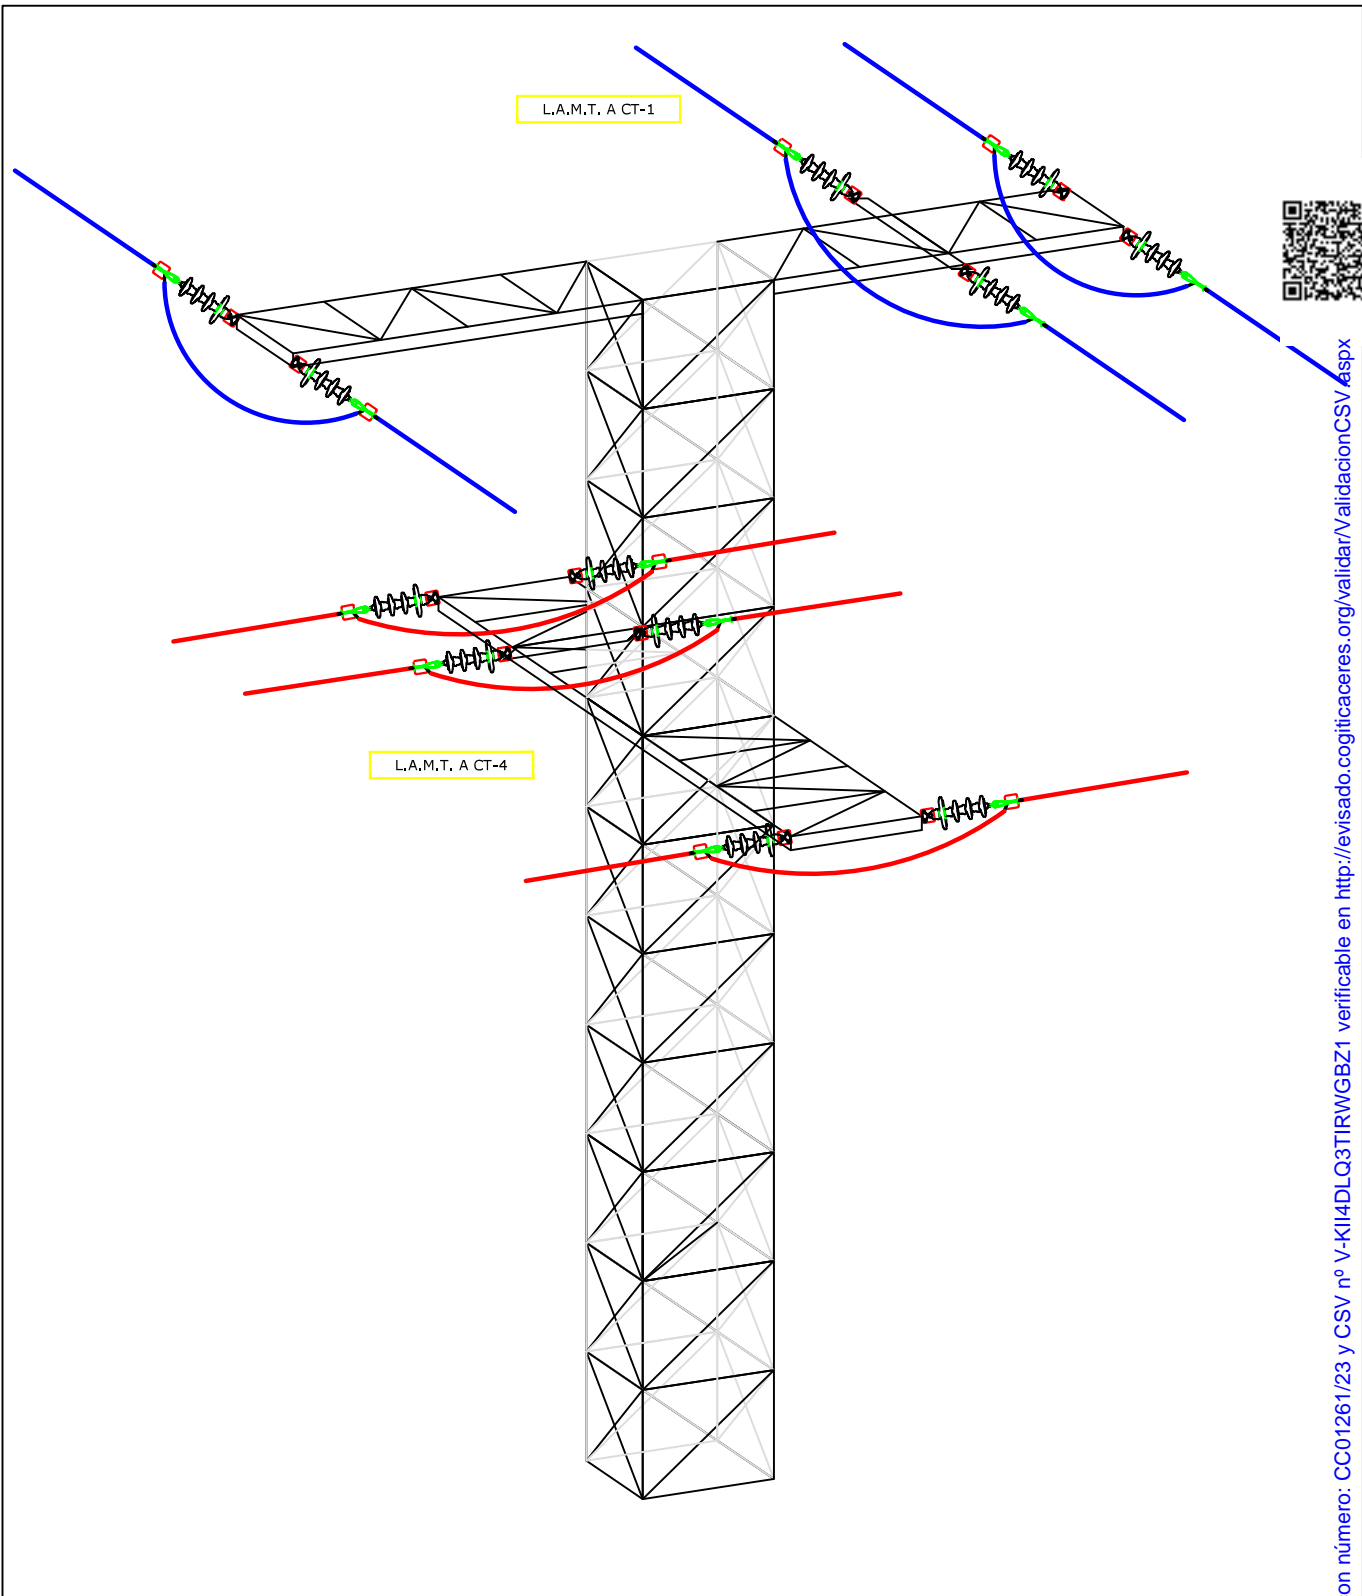 L.A.M.T. A CT-1
L.A.M.T. A CT-4
on número: CC01261/23 y CSV nº V-KII4DLQ3TIRWGBZ1 verificable en http://evisado.cogiticaceres.org/validar/ValidacionCSV.aspx